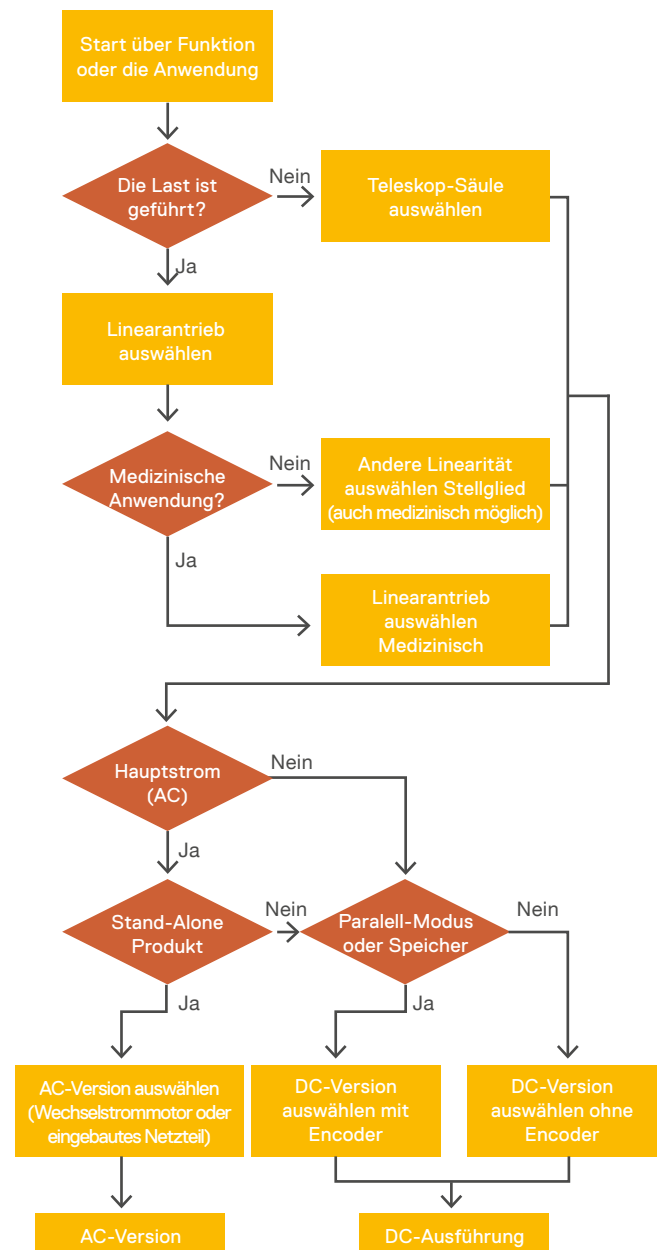 Start über Funktion
oder die Anwendung
Die Last ist
geführt?
Nein
Teleskop-Säule
auswählen
Ja
Linearantrieb
auswählen
Medizinische
Anwendung?
Nein
Andere Linearität
auswählen Stellglied
(auch medizinisch möglich)
Ja
Linearantrieb
auswählen
Medizinisch
Hauptstrom
(AC)
Nein
Ja
Stand-Alone
Produkt
Nein
Paralell-Modus
oder Speicher
Nein
Ja
Ja
AC-Version auswählen
(Wechselstrommotor oder
eingebautes Netzteil)
DC-Version
auswählen mit
Encoder
DC-Version
auswählen ohne
Encoder
AC-Version
DC-Ausführung